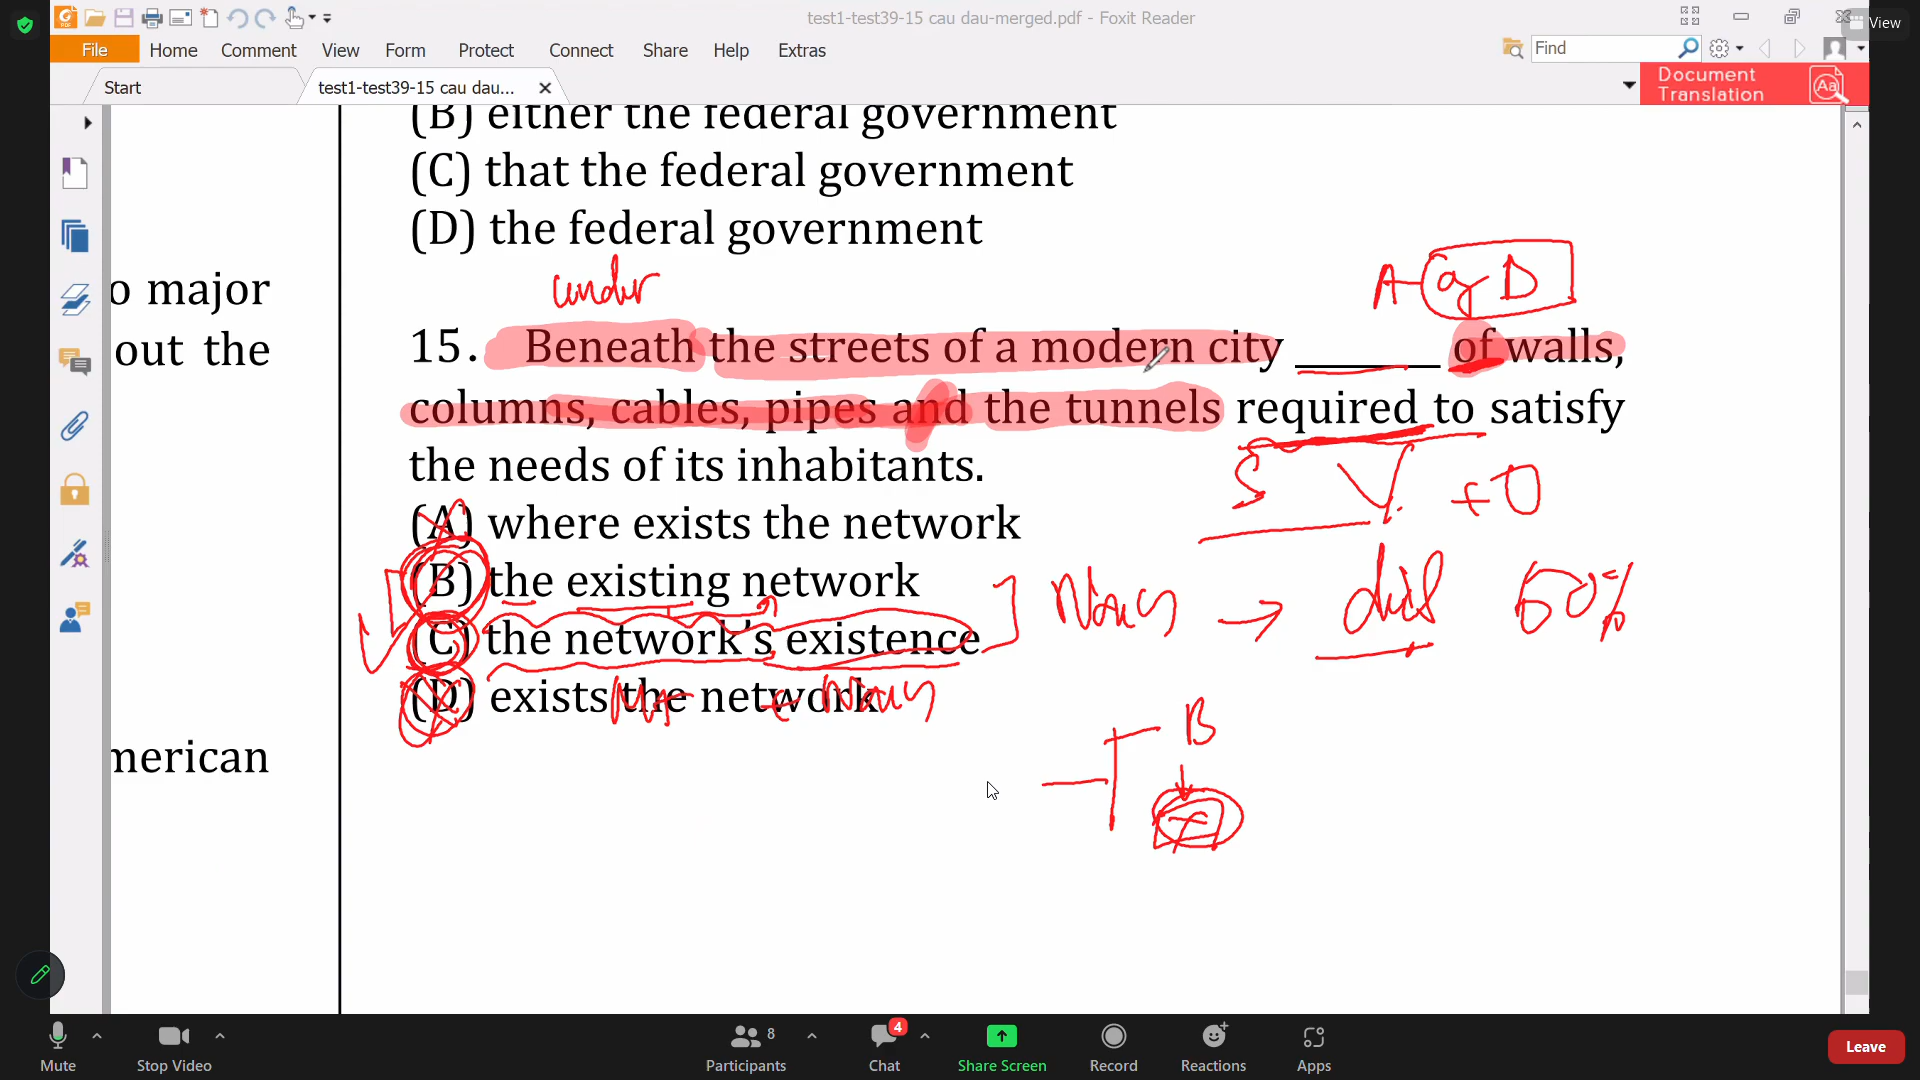 test1-test39-15 cau dau-merged.pdf - Foxit Reader
View
File Home Comment View Form Protect Connect Share Help Extras
Find
Start
test1-test39-15 cau dau...
Document
Translation
(B) either the federal government
(C) that the federal government
(D) the federal government
o major
out the
merican
under
A
D
15. Beneath the streets of a modern city ______ of walls,
columns, cables, pipes and the tunnels required to satisfy
the needs of its inhabitants.
S V +O
(A) where exists the network
(B) the existing network
(C) the network's existence
(D) exists the network
50%
B
Mute
Stop Video
8
Participants
4
Chat
Share Screen
Record
Reactions
Apps
Leave